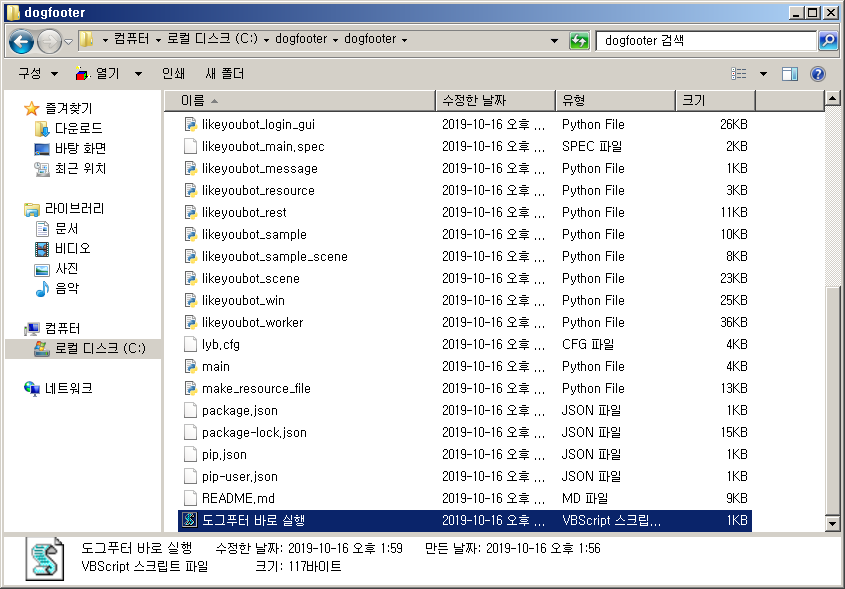 dogfooter
컴퓨터 로컬 디스크 (C:) dogfooter dogfooter dogfooter 검색
구성 열기 인쇄 새 폴더
즐겨찾기
다운로드
바탕 화면
최근 위치
라이브러리
문서
비디오
사진
음악
컴퓨터
로컬 디스크 (C:)
네트워크
이름 수정한 날짜 유형 크기
likeyoubot_login_gui 2019-10-16 오후 ... Python File 26KB
likeyoubot_main.spec 2019-10-16 오후 ... SPEC 파일 2KB
likeyoubot_message 2019-10-16 오후 ... Python File 1KB
likeyoubot_resource 2019-10-16 오후 ... Python File 3KB
likeyoubot_rest 2019-10-16 오후 ... Python File 11KB
likeyoubot_sample 2019-10-16 오후 ... Python File 10KB
likeyoubot_sample_scene 2019-10-16 오후 ... Python File 8KB
likeyoubot_scene 2019-10-16 오후 ... Python File 23KB
likeyoubot_win 2019-10-16 오후 ... Python File 25KB
likeyoubot_worker 2019-10-16 오후 ... Python File 36KB
lyb.cfg 2019-10-16 오후 ... CFG 파일 4KB
main 2019-10-16 오후 ... Python File 4KB
make_resource_file 2019-10-16 오후 ... Python File 13KB
package.json 2019-10-16 오후 ... JSON 파일 1KB
package-lock.json 2019-10-16 오후 ... JSON 파일 15KB
pip.json 2019-10-16 오후 ... JSON 파일 1KB
pip-user.json 2019-10-16 오후 ... JSON 파일 1KB
README.md 2019-10-16 오후 ... MD 파일 9KB
도그푸터 바로 실행 2019-10-16 오후 ... VBScript 스크립... 1KB
도그푸터 바로 실행 수정한 날짜: 2019-10-16 오후 1:59 만든 날짜: 2019-10-16 오후 1:56
VBScript 스크립트 파일 크기: 117바이트